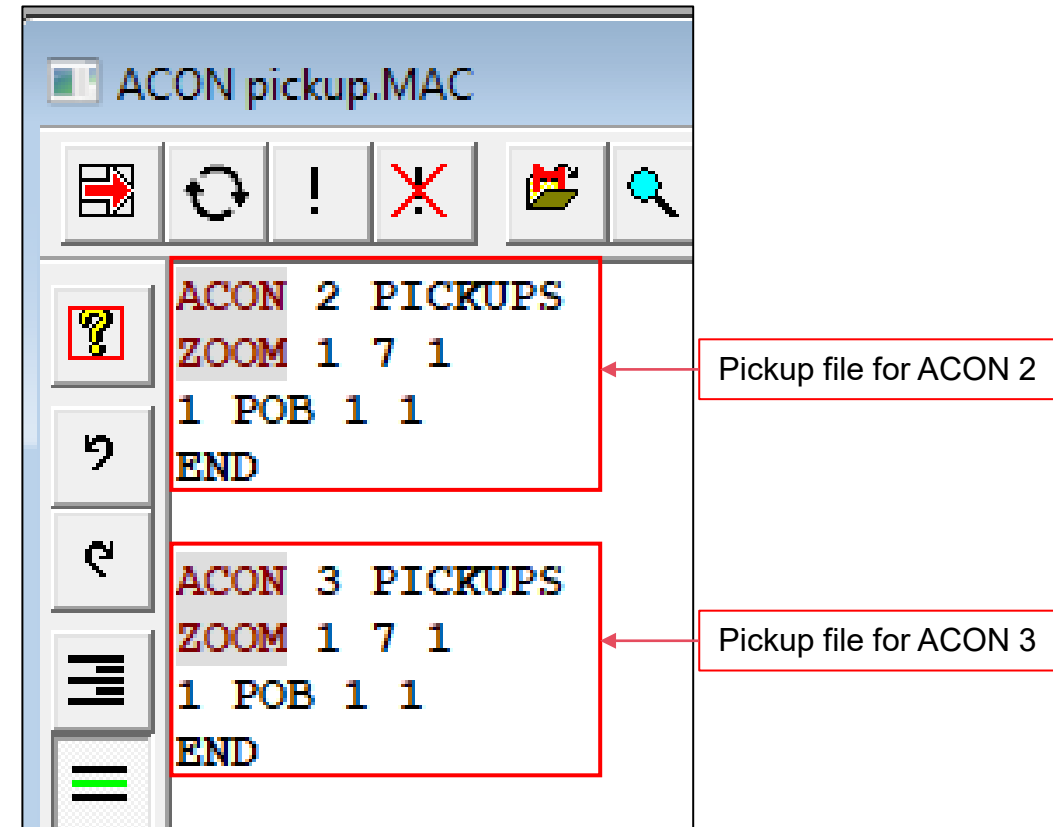 ACON pickup.MAC
ACON 2 PICKUPS
ZOOM 1 7 1
1 POB 1 1
END
Pickup file for ACON 2
ACON 3 PICKUPS
ZOOM 1 7 1
1 POB 1 1
END
Pickup file for ACON 3